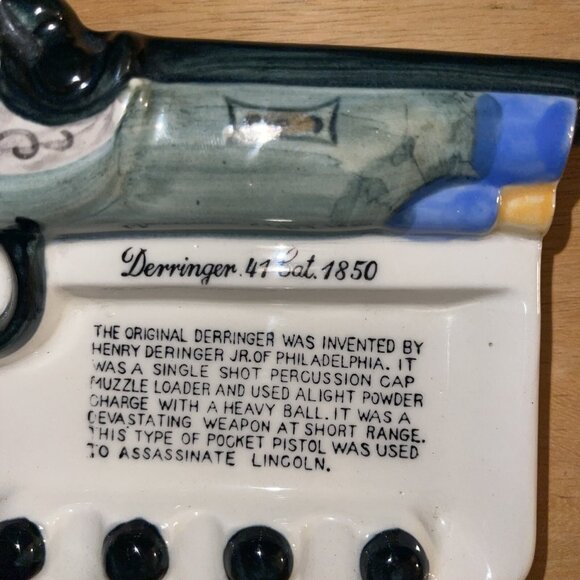 Derringer .41 Cat. 1850
THE ORIGINAL DERRINGER WAS INVENTED BY
HENRY DERINGER JR.OF PHILADELPHIA. IT
WAS A SINGLE SHOT PERCUSSION CAP
MUZZLE LOADER AND USED ALIGHT POWDER
CHARGE WITH A HEAVY BALL. IT WAS A
DEVASTATING WEAPON AT SHORT RANGE.
THIS TYPE OF POCKET PISTOL WAS USED
TO ASSASSINATE LINCOLN.